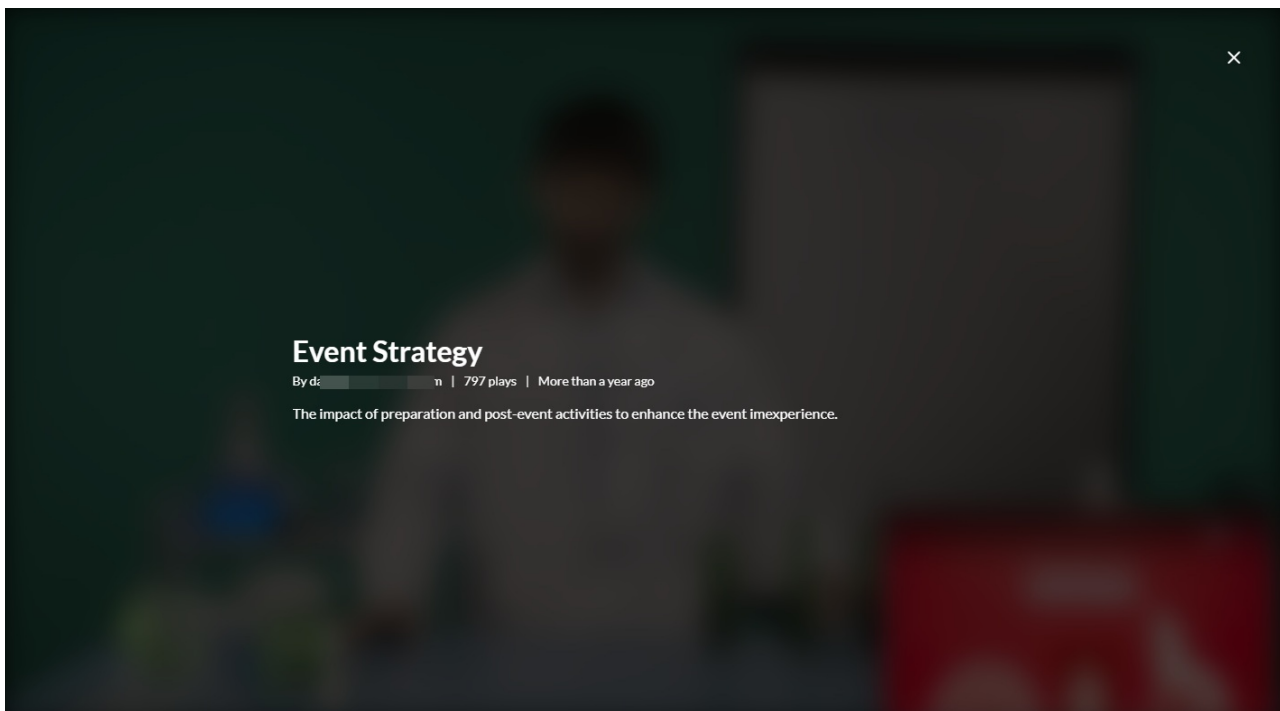 Event Strategy
By | 797 plays | More than a year ago
The impact of preparation and post-event activities to enhance the event imexperience.